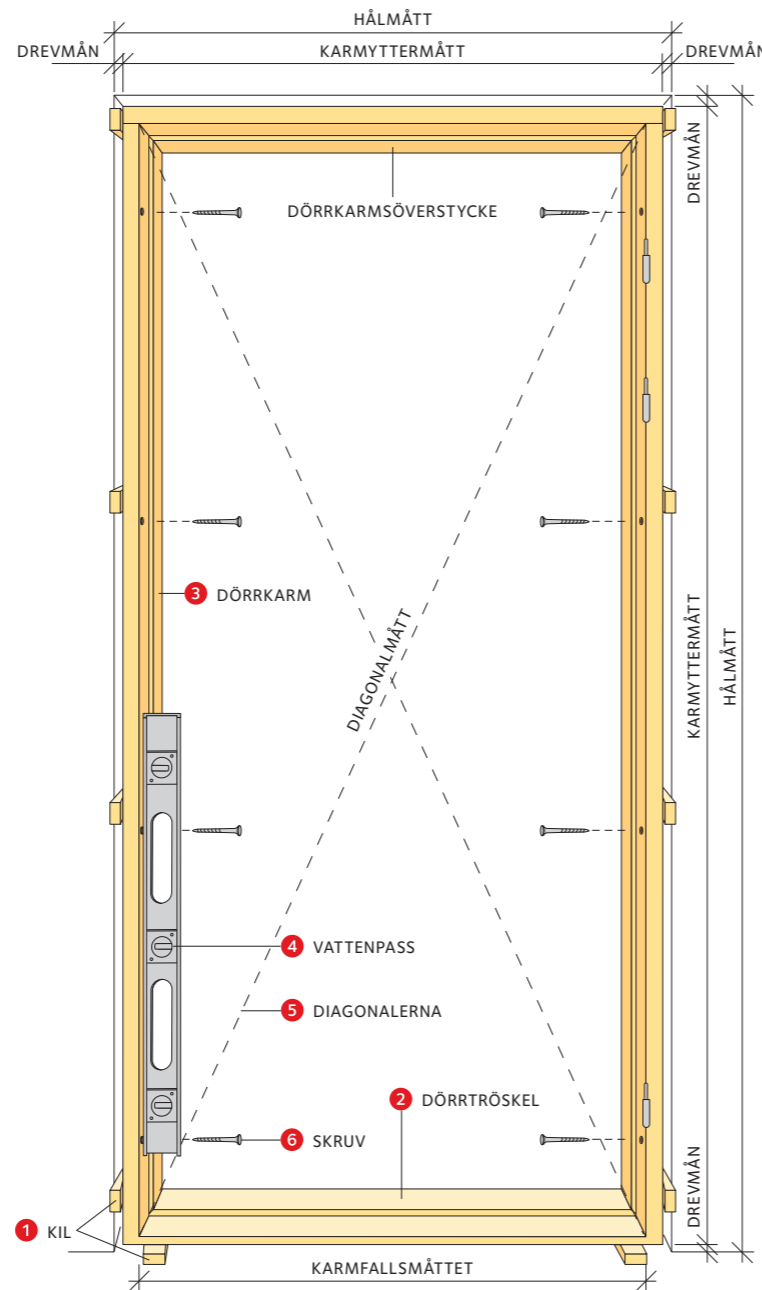 HÅLMÅTT
DREVMÅN
KARMYTTERMÅTT
DREVMÅN
DREVMÅN
DÖRRKARMSÖVERSTYCKE
3 DÖRRKARM
DIAGONALMÅTT
KARMYTTERMÅTT
HÅLMÅTT
4 VATTENPASS
5 DIAGONALERNA
2 DÖRRTRÖSKEL
6 SKRUV
DREVMÅN
1 KIL
KARMFALLSMÅTTET